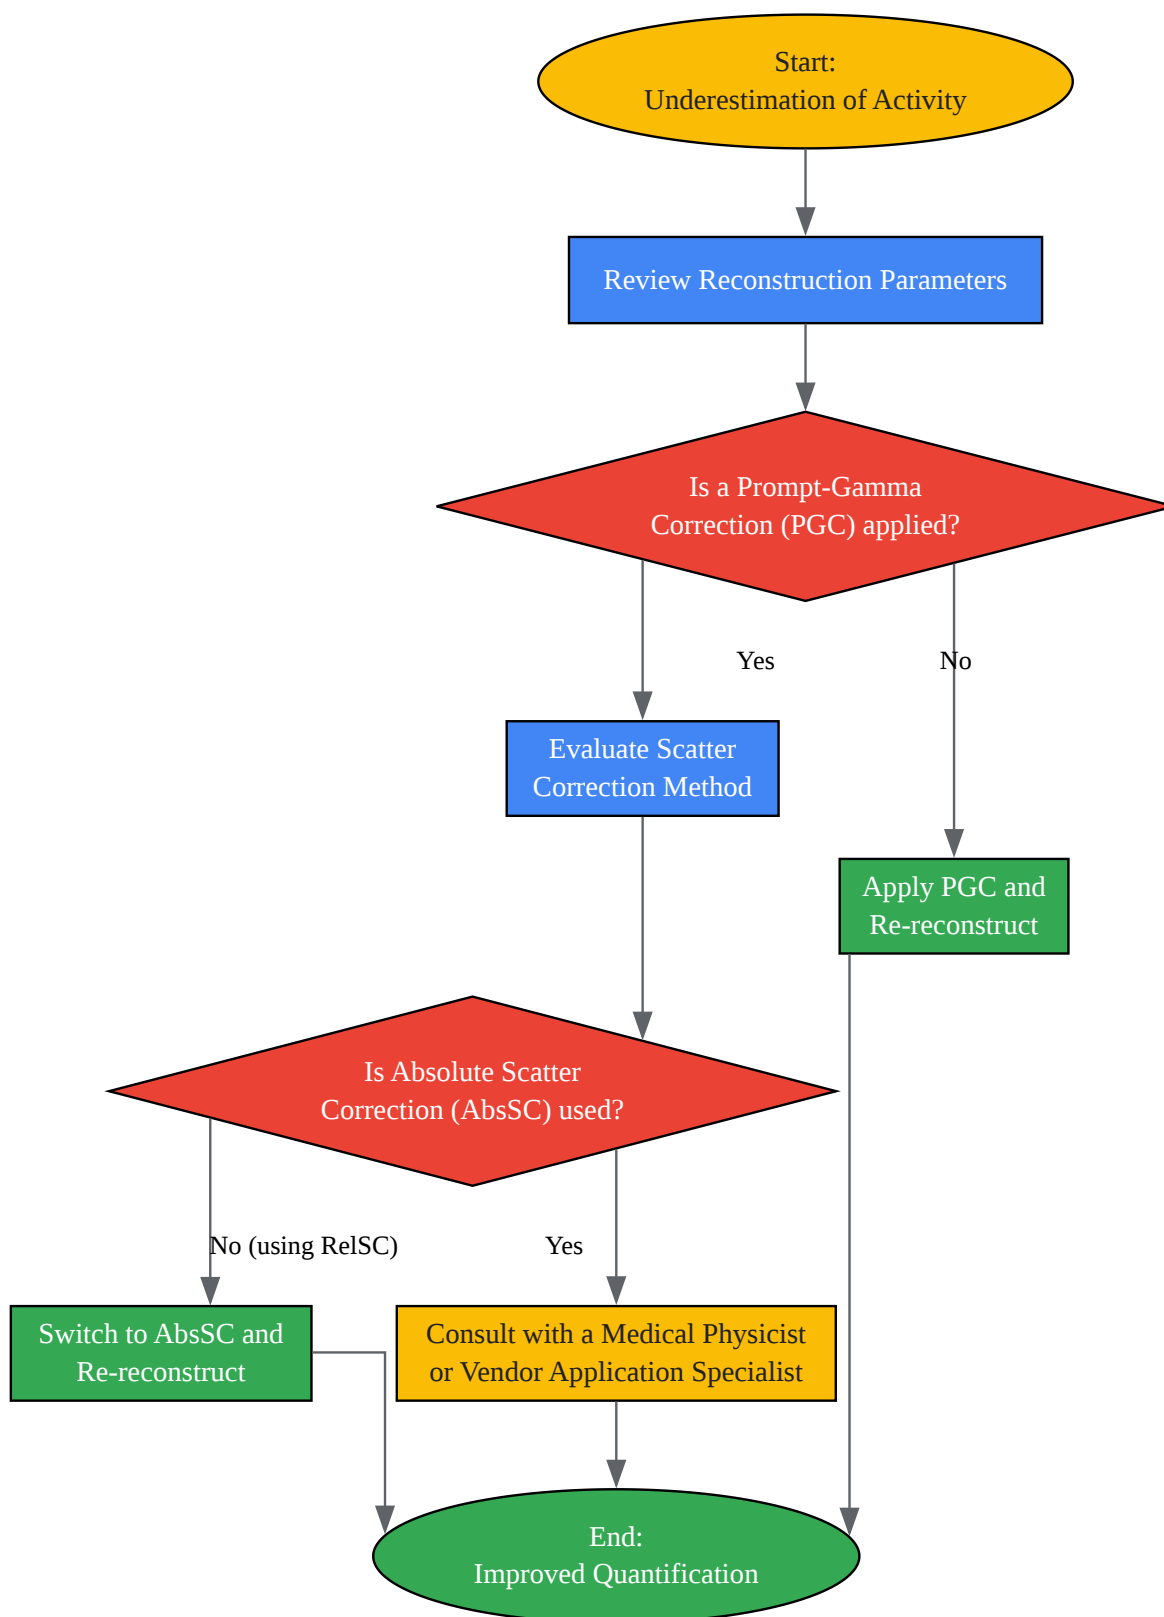 Start:
Underestimation of Activity
Review Reconstruction Parameters
Is a Prompt-Gamma
Correction (PGC) applied?
Yes
No
Evaluate Scatter
Correction Method
Apply PGC and
Re-reconstruct
Is Absolute Scatter
Correction (AbsSC) used?
No (using RelSC)
Yes
Switch to AbsSC and
Re-reconstruct
Consult with a Medical Physicist
or Vendor Application Specialist
End:
Improved Quantification